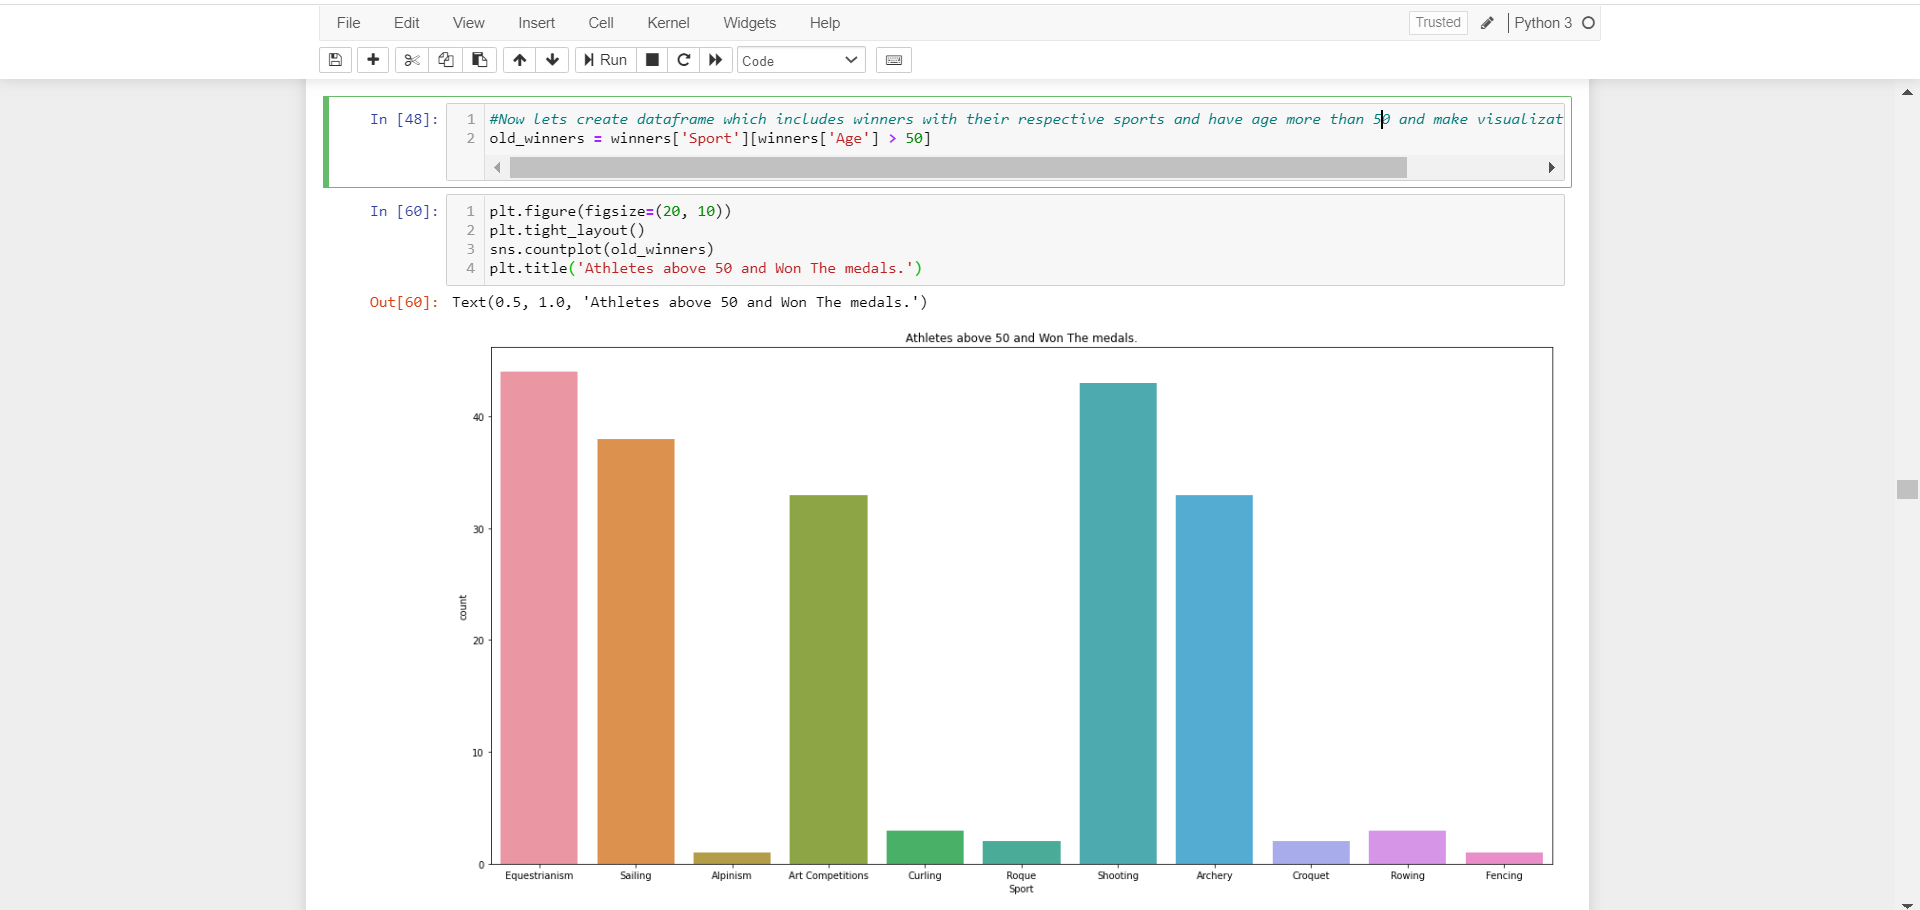 File Edit View Insert Cell Kernel Widgets Help Trusted Python 3
Run Code
In [48]: 1 #Now lets create dataframe which includes winners with their respective sports and have age more than 50 and make visualizat
2 old_winners = winners['Sport'][winners['Age'] > 50]
In [60]: 1 plt.figure(figsize=(20, 10))
2 plt.tight_layout()
3 sns.countplot(old_winners)
4 plt.title('Athletes above 50 and Won The medals.')
Out[60]: Text(0.5, 1.0, 'Athletes above 50 and Won The medals.')
Athletes above 50 and Won The medals.
40
30
count
20
10
0
Equestrianism Sailing Alpinism Art Competitions Curling Roque Shooting Archery Croquet Rowing Fencing
Sport